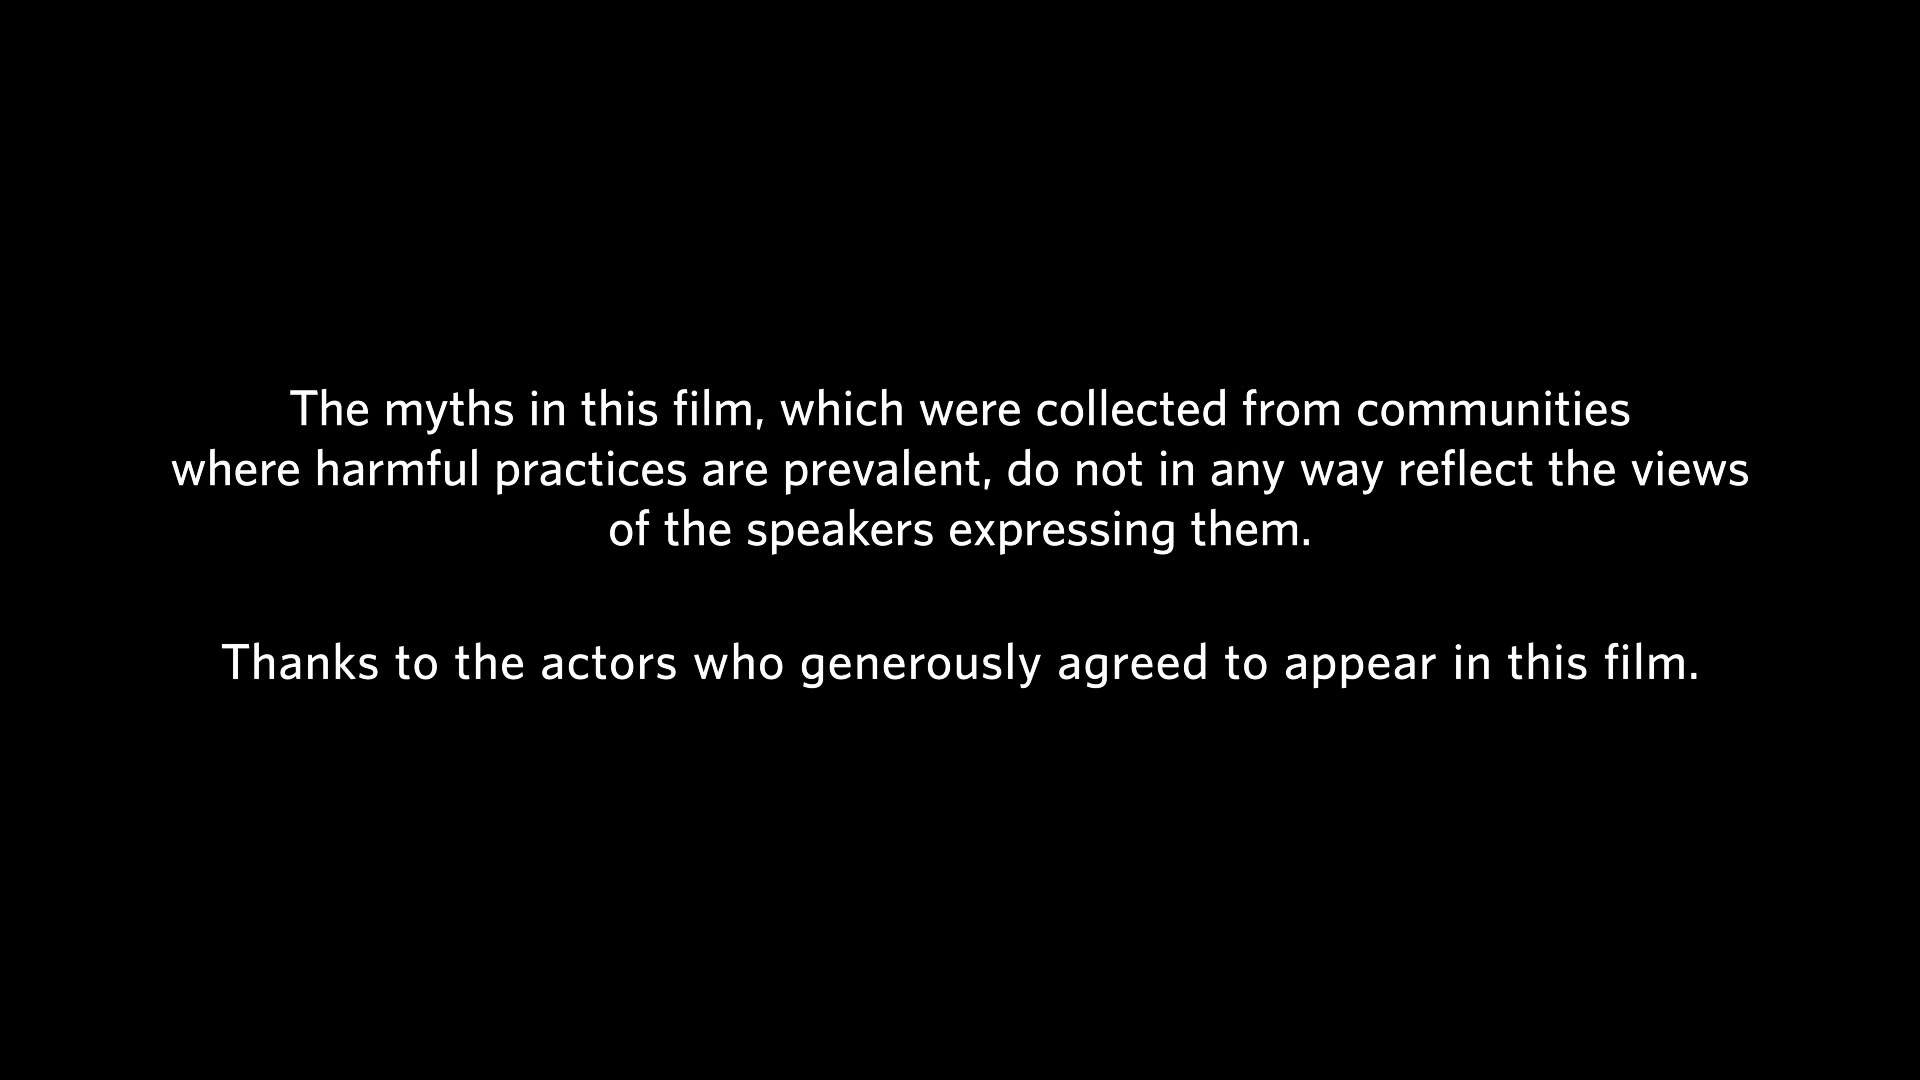 The myths in this film, which were collected from communities
where harmful practices are prevalent, do not in any way reflect the views
of the speakers expressing them.
Thanks to the actors who generously agreed to appear in this film.